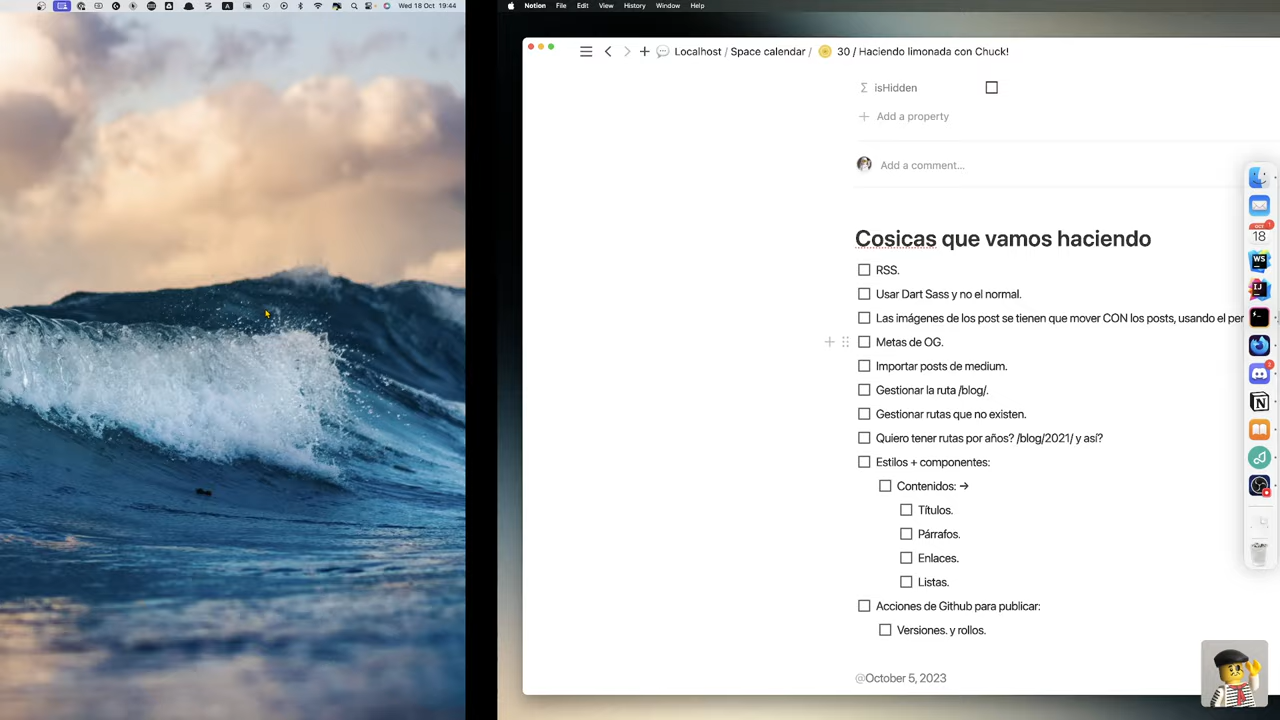 Wed 18 Oct 19:44
Notion File Edit View History Window Help
Localhost / Space calendar / 30 / Haciendo limonada con Chuck!
isHidden
Add a property
Add a comment...
Cosicas que vamos haciendo
RSS.
Usar Dart Sass y no el normal.
Las imágenes de los post se tienen que mover CON los posts, usando el
Metas de OG.
Importar posts de medium.
Gestionar la ruta /blog/.
Gestionar rutas que no existen.
Quiero tener rutas por años? /blog/2021/ y así?
Estilos + componentes:
Contenidos: →
Títulos.
Párrafos.
Enlaces.
Listas.
Acciones de Github para publicar:
Versiones. y rollos.
@October 5, 2023
OCT
18
WS
IJ